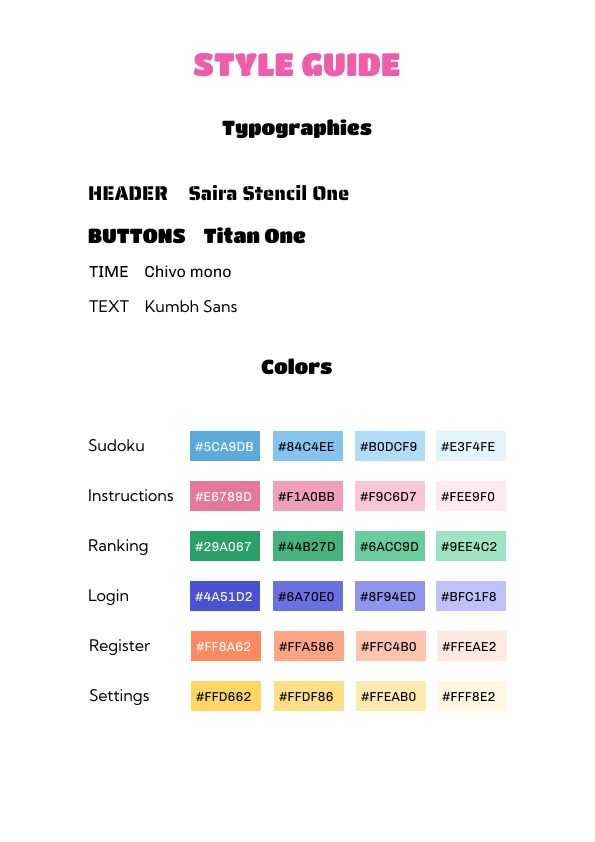 STYLE GUIDE
Typographies
HEADER Saira Stencil One
BUTTONS Titan One
TIME Chivo mono
TEXT Kumbh Sans
Colors
Sudoku #5CA9DB #84C4EE #B0DCF9 #E3F4FE
Instructions #E6789D #F1A0BB #F9C6D7 #FEE9F0
Ranking #29A067 #44B27D #6ACC9D #9EE4C2
Login #4A51D2 #6A70E0 #8F94ED #BFC1F8
Register #FF8A62 #FFA586 #FFC4B0 #FFEAE2
Settings #FFD662 #FFDF86 #FFEAB0 #FFF8E2